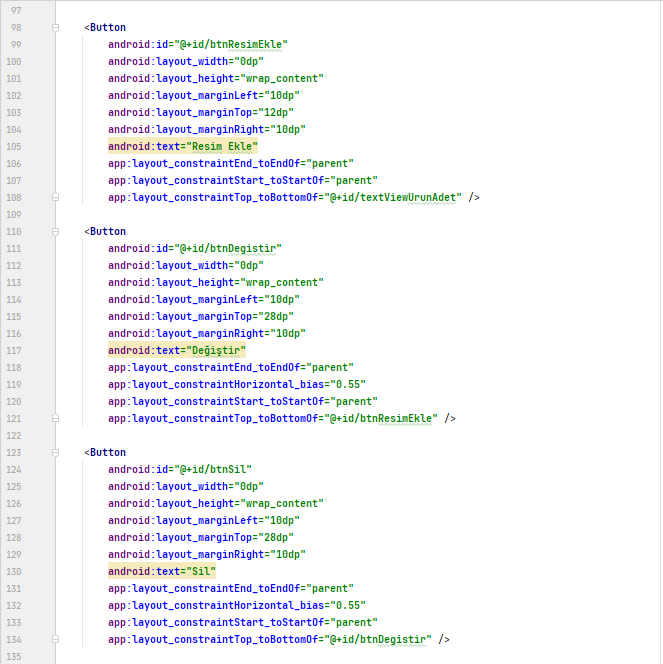 97
98 <Button
99 android:id="@+id/btnResimEkle"
100 android:layout_width="0dp"
101 android:layout_height="wrap_content"
102 android:layout_marginLeft="10dp"
103 android:layout_marginTop="12dp"
104 android:layout_marginRight="10dp"
105 android:text="Resim Ekle"
106 app:layout_constraintEnd_toEndOf="parent"
107 app:layout_constraintStart_toStartOf="parent"
108 app:layout_constraintTop_toBottomOf="@+id/textViewUrunAdet" />
109
110 <Button
111 android:id="@+id/btnDegistir"
112 android:layout_width="0dp"
113 android:layout_height="wrap_content"
114 android:layout_marginLeft="10dp"
115 android:layout_marginTop="28dp"
116 android:layout_marginRight="10dp"
117 android:text="Değiştir"
118 app:layout_constraintEnd_toEndOf="parent"
119 app:layout_constraintHorizontal_bias="0.55"
120 app:layout_constraintStart_toStartOf="parent"
121 app:layout_constraintTop_toBottomOf="@+id/btnResimEkle" />
122
123 <Button
124 android:id="@+id/btnSil"
125 android:layout_width="0dp"
126 android:layout_height="wrap_content"
127 android:layout_marginLeft="10dp"
128 android:layout_marginTop="28dp"
129 android:layout_marginRight="10dp"
130 android:text="Sil"
131 app:layout_constraintEnd_toEndOf="parent"
132 app:layout_constraintHorizontal_bias="0.55"
133 app:layout_constraintStart_toStartOf="parent"
134 app:layout_constraintTop_toBottomOf="@+id/btnDegistir" />
135